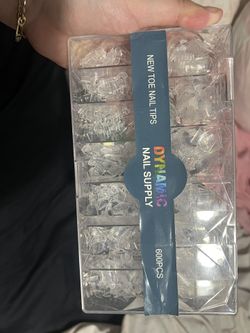 NEW TOE NAIL TIPS
DYNAMIC
NAIL SUPPLY
600PCS